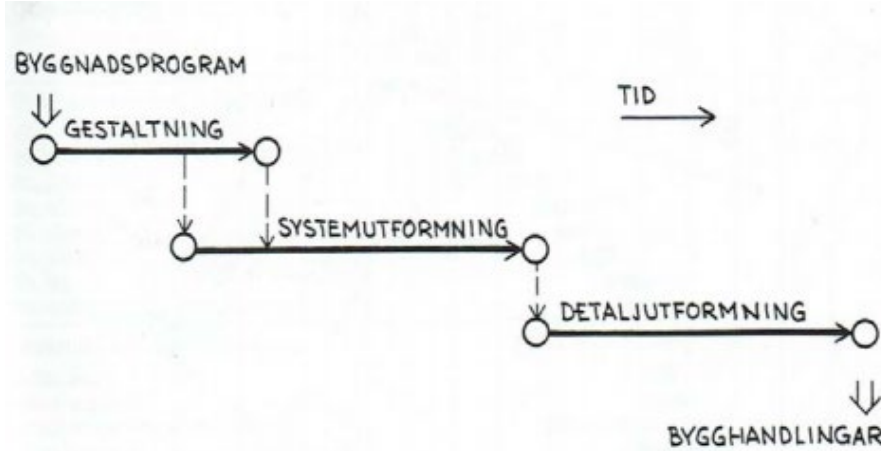 BYGGNADSPROGRAM
TID
GESTALTNING
SYSTEMUTFORMNING
DETALJUTFORMNING
BYGGHANDLINGAR